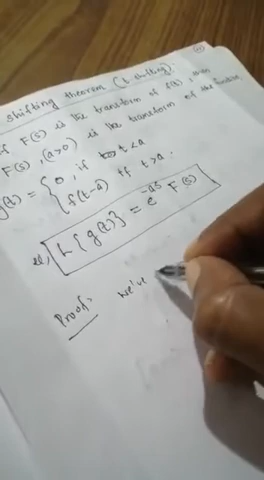 shifting theorem (t-shifting):
If F(s) is the transform of f(t), then
F(s), (a>0) is the transform of the function
g(t) = { 0, if t<a
f(t-a) if t>a.
ie, L{g(t)} = e^-as F(s)
Proof: We've